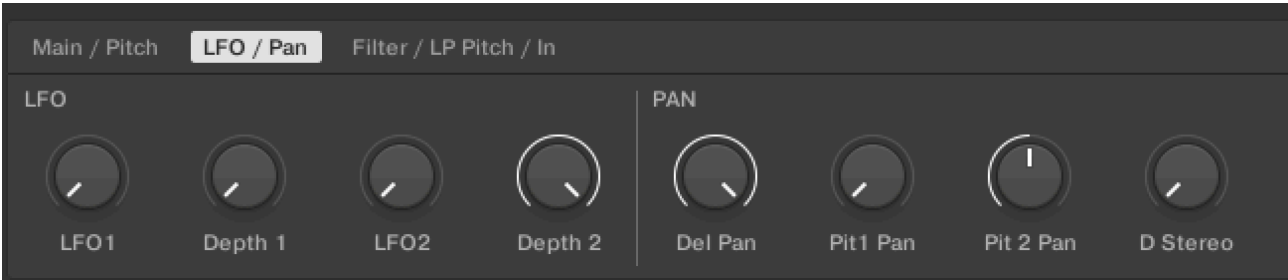 Main / Pitch LFO / Pan Filter / LP Pitch / In
LFO PAN
LFO1 Depth 1 LFO2 Depth 2 Del Pan Pit1 Pan Pit 2 Pan D Stereo